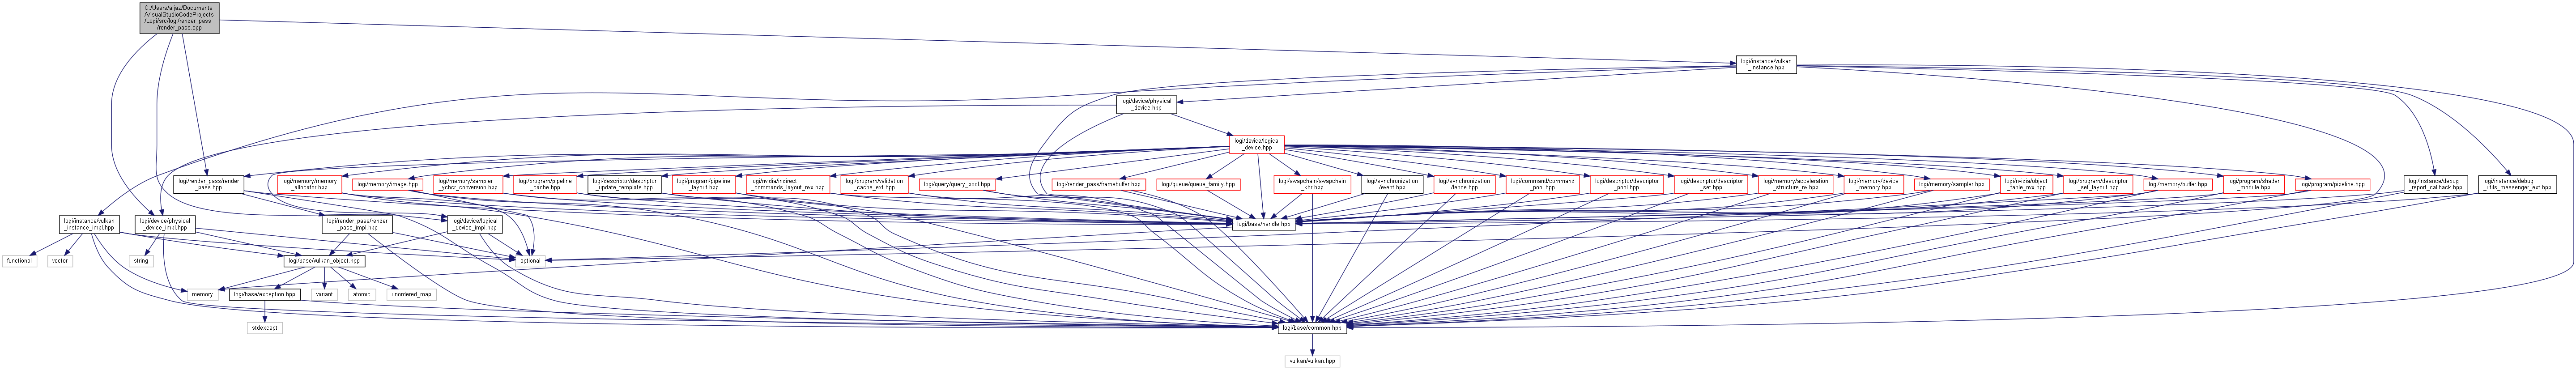 C:/Users/aljaz/Documents
/VisualStudioCodeProjects
/Logi/src/logi/render_pass
/render_pass.cpp
logi/instance/vulkan
_instance.hpp
logi/device/physical
_device.hpp
logi/device/logical
_device.hpp
logi/render_pass/render
_pass.hpp
logi/memory/memory
_allocator.hpp
logi/memory/image.hpp
logi/memory/sampler
_ycbcr_conversion.hpp
logi/program/pipeline
_cache.hpp
logi/descriptor/descriptor
_update_template.hpp
logi/program/pipeline
_layout.hpp
logi/nvidia/indirect
_commands_layout_nvx.hpp
logi/program/validation
_cache_ext.hpp
logi/query/query_pool.hpp
logi/render_pass/framebuffer.hpp
logi/queue/queue_family.hpp
logi/swapchain/swapchain
_khr.hpp
logi/synchronization
/event.hpp
logi/synchronization
/fence.hpp
logi/command/command
_pool.hpp
logi/descriptor/descriptor
_pool.hpp
logi/descriptor/descriptor
_set.hpp
logi/memory/acceleration
_structure_nv.hpp
logi/memory/device
_memory.hpp
logi/memory/sampler.hpp
logi/nvidia/object
_table_nvx.hpp
logi/program/descriptor
_set_layout.hpp
logi/memory/buffer.hpp
logi/program/shader
_module.hpp
logi/program/pipeline.hpp
logi/instance/debug
_report_callback.hpp
logi/instance/debug
_utils_messenger_ext.hpp
logi/instance/vulkan
_instance_impl.hpp
logi/device/physical
_device_impl.hpp
logi/render_pass/render
_pass_impl.hpp
logi/device/logical
_device_impl.hpp
logi/base/handle.hpp
functional
vector
string
logi/base/vulkan_object.hpp
optional
memory
logi/base/exception.hpp
variant
atomic
unordered_map
stdexcept
logi/base/common.hpp
vulkan/vulkan.hpp